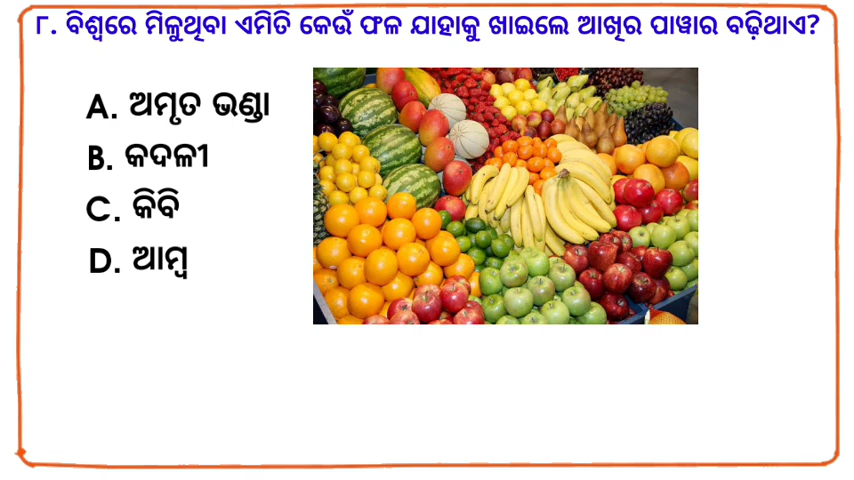 ୮. ବିଶ୍ୱରେ ମିଳୁଥିବା ଏମିତି କେଉଁ ଫଳ ଯାହାକୁ ଖାଇଲେ ଆଖିର ପାୱାର ବଢ଼ିଥାଏ?
A. ଅମୃତ ଭଣ୍ଡା
B. କଦଳୀ
C. କିବି
D. ଆମ୍ବ